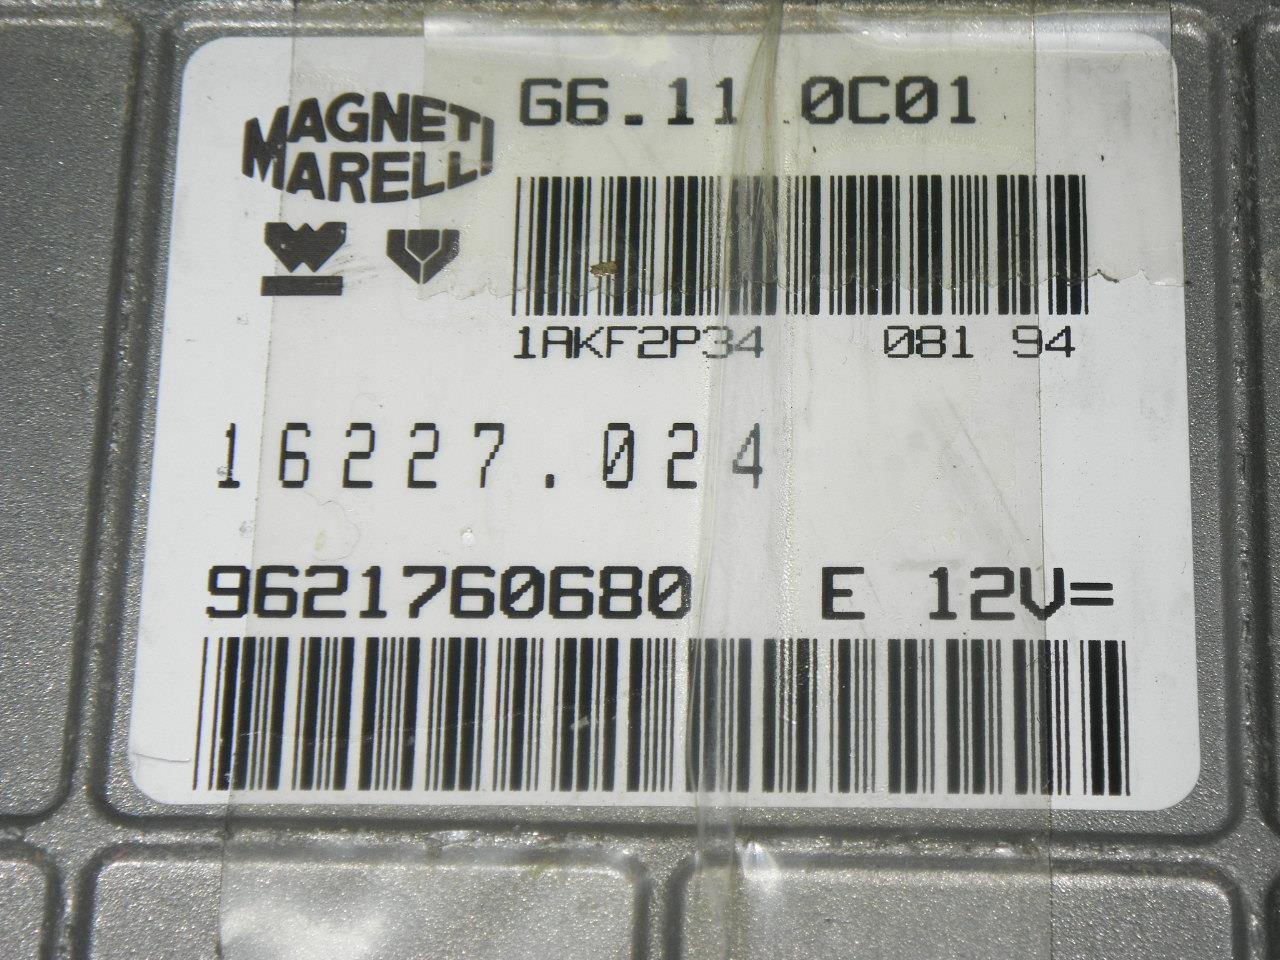 MAGNETI
MARELLI
G6.11 0C01
1AKF2P34 081 94
16227.024
9621760680 E 12V=